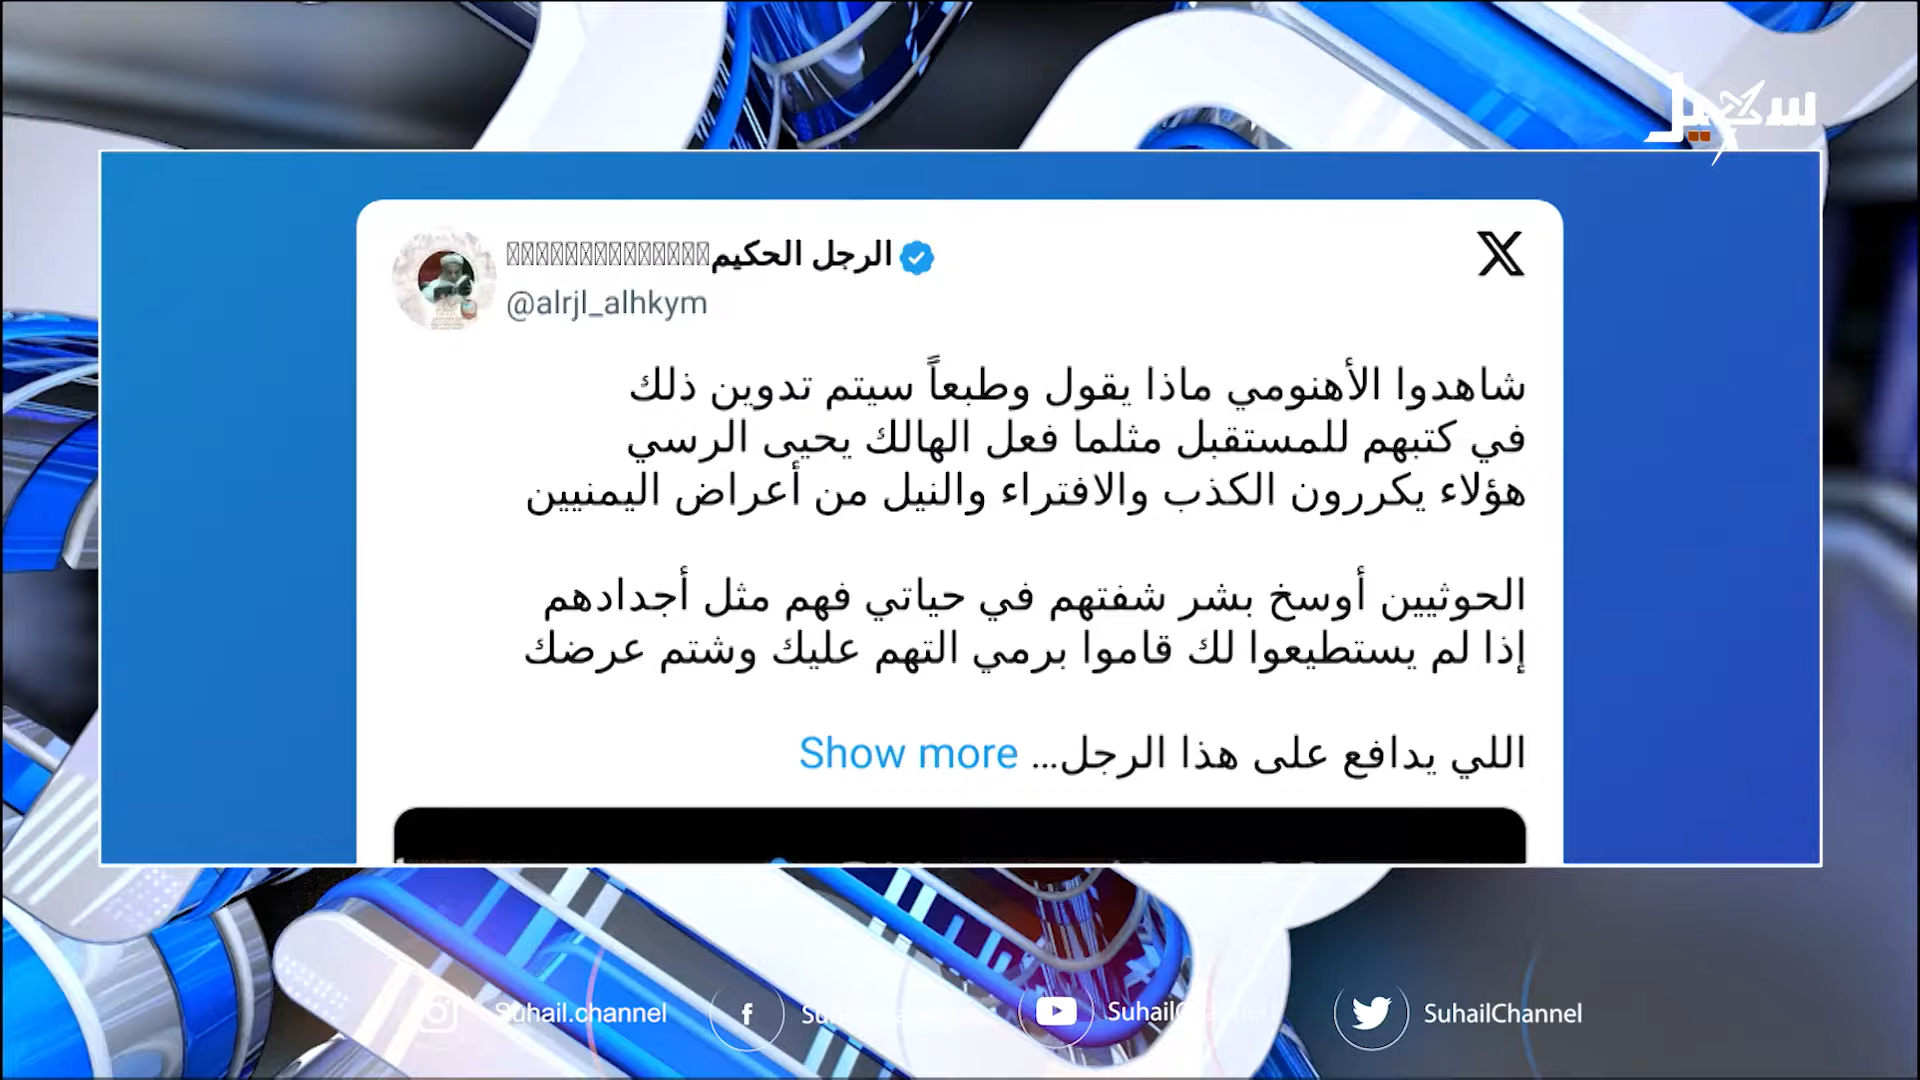 سهيل
الرجل الحكيم
@alrjl_alhkym
شاهدوا الأهنومي ماذا يقول وطبعاً سيتم تدوين ذلك
في كتبهم للمستقبل مثلما فعل الهالك يحيى الرسي
هؤلاء يكررون الكذب والافتراء والنيل من أعراض اليمنيين
الحوثيين أوسخ بشر شفتهم في حياتي فهم مثل أجدادهم
إذا لم يستطيعوا لك قاموا برمي التهم عليك وشتم عرضك
اللي يدافع على هذا الرجل... Show more
Suhail.channel
SuhailChannel